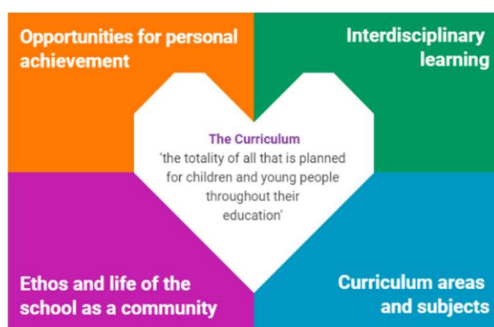 Opportunities for personal
achievement
Interdisciplinary
learning
The Curriculum
'the totality of all that is planned
for children and young people
throughout their
education'
Ethos and life of the
school as a community
Curriculum areas
and subjects